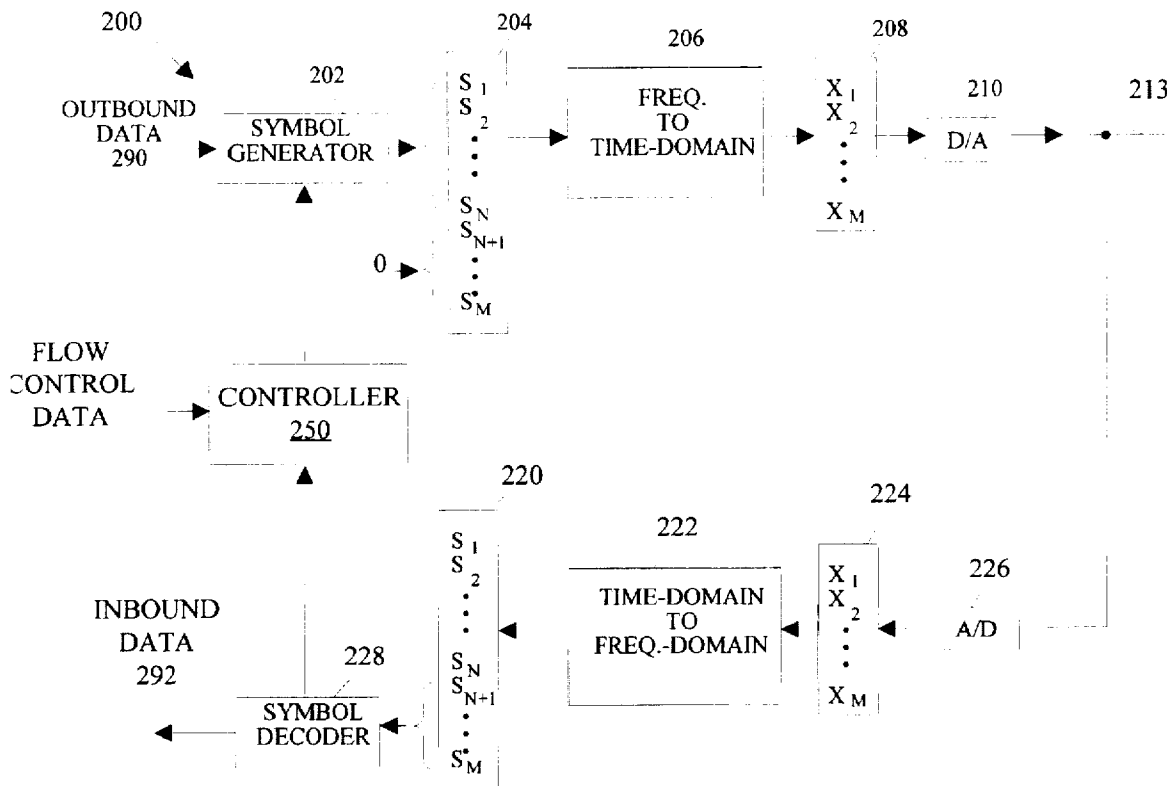 200
OUTBOUND
DATA
290
202
SYMBOL
GENERATOR
204
S1
S2
SN
SN+1
SM
0
206
FREQ.
TO
TIME-DOMAIN
208
X1
X2
XM
210
D/A
213
FLOW
CONTROL
DATA
CONTROLLER
250
220
S1
S2
SN
SN+1
SM
222
TIME-DOMAIN
TO
FREQ.-DOMAIN
224
X1
X2
XM
226
A/D
INBOUND
DATA
292
228
SYMBOL
DECODER